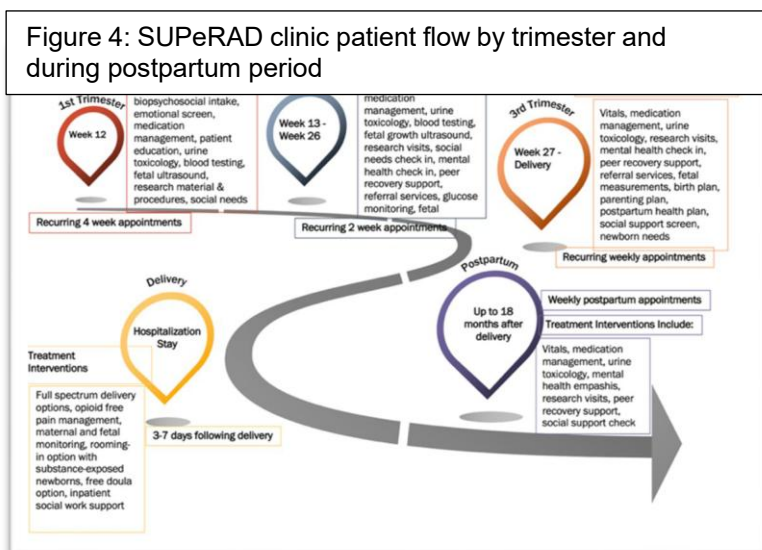 Figure 4: SUPeRAD clinic patient flow by trimester and
during postpartum period
1st Trimester
Week 12
biopsychosocial intake,
emotional screen,
medication
management, patient
education, urine
toxicology, blood testing,
fetal ultrasound,
research material &
procedures, social needs
Recurring 4 week appointments
Week 13 -
Week 26
medication
management, urine
toxicology, blood testing,
fetal growth ultrasound,
research visits, social
needs check in, mental
health check in, peer
recovery support,
referral services, glucose
monitoring, fetal
Recurring 2 week appointments
3rd Trimester
Week 27 -
Delivery
Vitals, medication
management, urine
toxicology, research visits,
mental health check in,
peer recovery support,
referral services, fetal
measurements, birth plan,
parenting plan,
postpartum health plan,
social support screen,
newborn needs
Recurring weekly appointments
Delivery
Hospitalization
Stay
Treatment
Interventions
Full spectrum delivery
options, opioid free
pain management,
maternal and fetal
monitoring, rooming-
in option with
substance-exposed
newborns, free doula
option, inpatient
social work support
3-7 days following delivery
Postpartum
Up to 18
months after
delivery
Weekly postpartum appointments
Treatment Interventions Include:
Vitals, medication
management, urine
toxicology, mental
health empashis,
research visits, peer
recovery support,
social support check